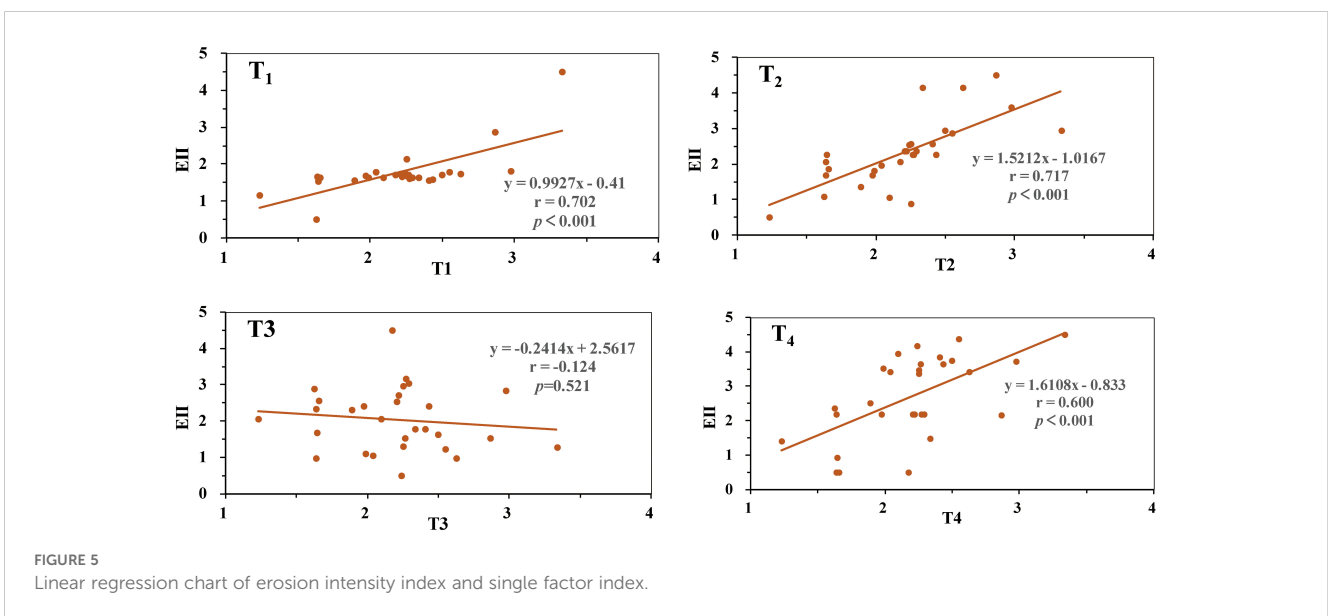 T1
EII
5
4
3
2
1
0
1
2
3
4
T1
y = 0.9927x - 0.41
r = 0.702
p < 0.001
T2
EII
5
4
3
2
1
0
1
2
3
4
T2
y = 1.5212x - 1.0167
r = 0.717
p < 0.001
T3
EII
5
4
3
2
1
0
1
2
3
4
T3
y = -0.2414x + 2.5617
r = -0.124
p=0.521
T4
EII
5
4
3
2
1
0
1
2
3
4
T4
y = 1.6108x - 0.833
r = 0.600
p < 0.001
FIGURE 5
Linear regression chart of erosion intensity index and single factor index.